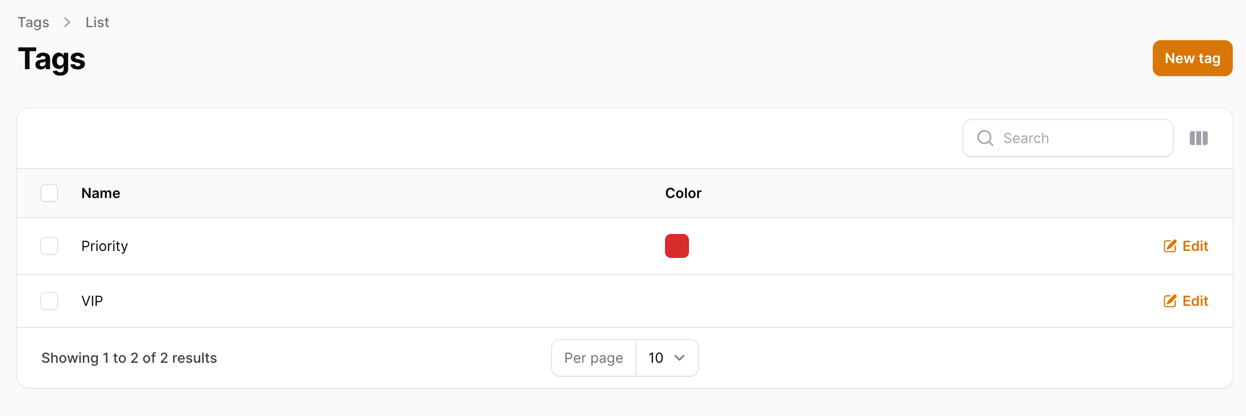 Tags > List
Tags
New tag
Search
Name Color
Priority Edit
VIP Edit
Showing 1 to 2 of 2 results Per page 10